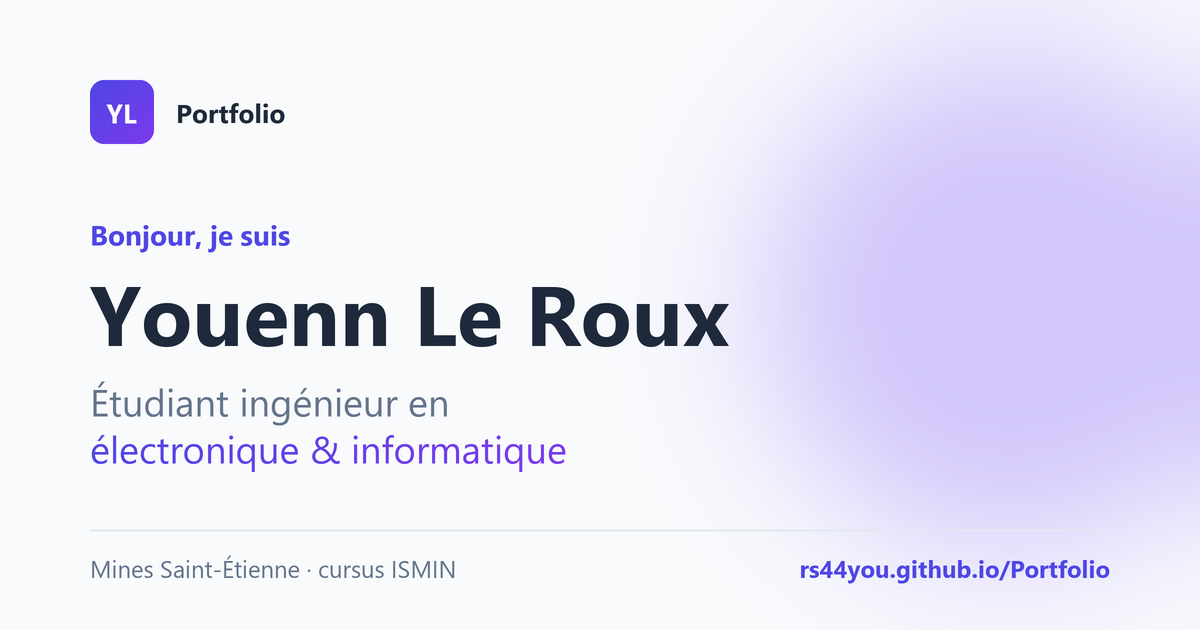 YL
Portfolio
Bonjour, je suis
Youenn Le Roux
Étudiant ingénieur en
électronique & informatique
Mines Saint-Étienne · cursus ISMIN
rs44you.github.io/Portfolio